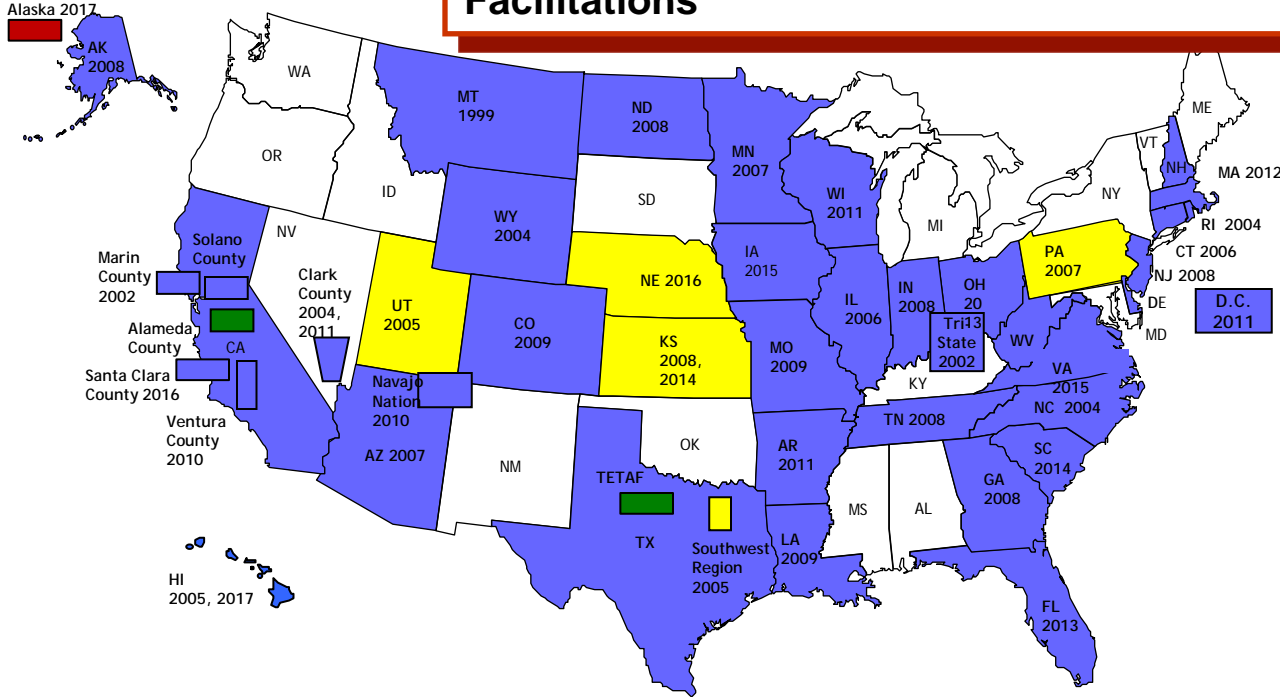 Facilitations
Alaska 2017
AK
2008
WA
MT
1999
ND
2008
MN
2007
ME
VT
NH
MA 2012
OR
ID
SD
WI
2011
MI
NY
RI 2004
CT 2006
NJ 2008
WY
2004
NV
Solano
County
Marin
County
2002
Clark
County
2004,
2011
UT
2005
NE 2016
IA
2015
IL
2006
IN
2008
OH
20
13
Tri
State
2002
PA
2007
DE
MD
D.C.
2011
Alameda
County
CA
CO
2009
KS
2008,
2014
MO
2009
KY
WV
VA
2015
Santa Clara
County 2016
Navajo
Nation
2010
Ventura
County
2010
AZ 2007
NM
OK
AR
2011
TN 2008
NC 2004
SC
2014
TETAF
TX
Southwest
Region
2005
LA
2009
MS
AL
GA
2008
HI
2005, 2017
FL
2013